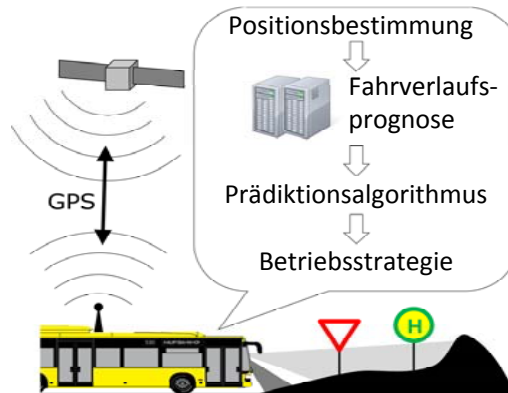 Positionsbestimmung
Fahrverlaufs-
prognose
Prädiktionsalgorithmus
Betriebsstrategie
GPS
H